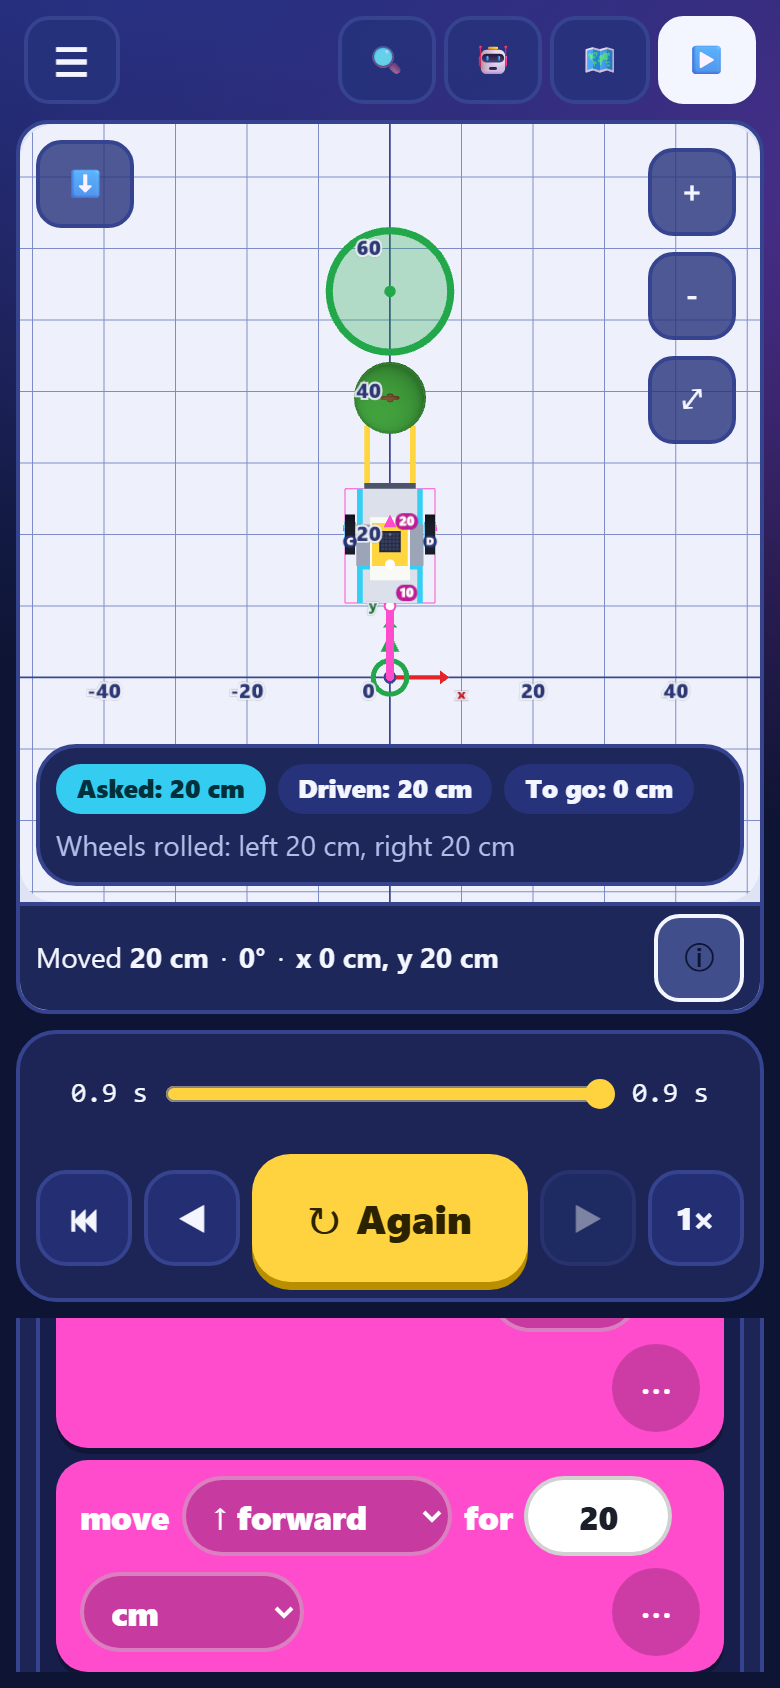 60
40
20
20
C
D
10
y
-40
-20
0
x
20
40
+
-
Asked: 20 cm
Driven: 20 cm
To go: 0 cm
Wheels rolled: left 20 cm, right 20 cm
Moved 20 cm · 0° · x 0 cm, y 20 cm
0.9 s
0.9 s
Again
1×
...
move ↑ forward for 20
cm
...